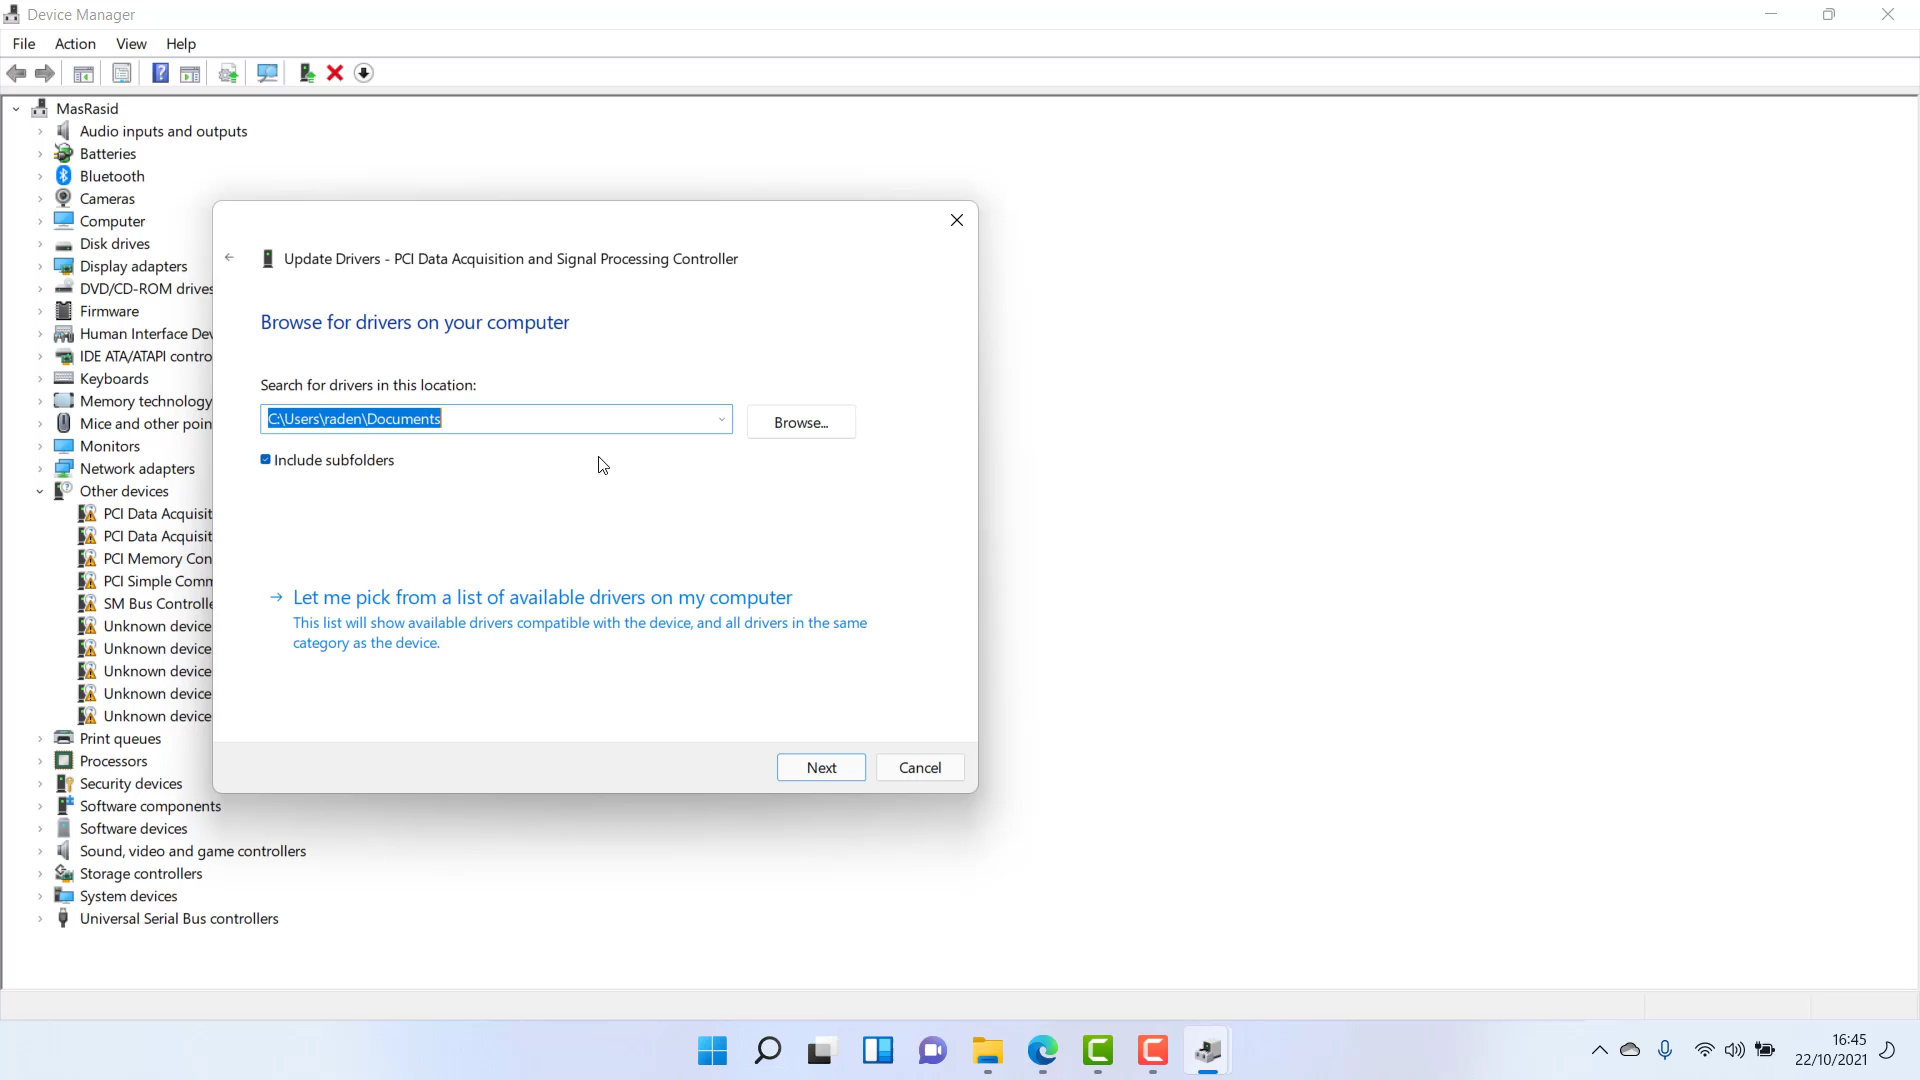 Device Manager
File Action View Help
MasRasid
Audio inputs and outputs
Batteries
Bluetooth
Cameras
Computer
Disk drives
Display adapters
DVD/CD-ROM drives
Firmware
Human Interface Dev
IDE ATA/ATAPI contro
Keyboards
Memory technology
Mice and other poin
Monitors
Network adapters
Other devices
PCI Data Acquisit
PCI Data Acquisit
PCI Memory Con
PCI Simple Comm
SM Bus Controlle
Unknown device
Unknown device
Unknown device
Unknown device
Unknown device
Print queues
Processors
Security devices
Software components
Software devices
Sound, video and game controllers
Storage controllers
System devices
Universal Serial Bus controllers
Update Drivers - PCI Data Acquisition and Signal Processing Controller
Browse for drivers on your computer
Search for drivers in this location:
C:\Users\raden\Documents
Browse...
Include subfolders
Let me pick from a list of available drivers on my computer
This list will show available drivers compatible with the device, and all drivers in the same
category as the device.
Next Cancel
16:45
22/10/2021